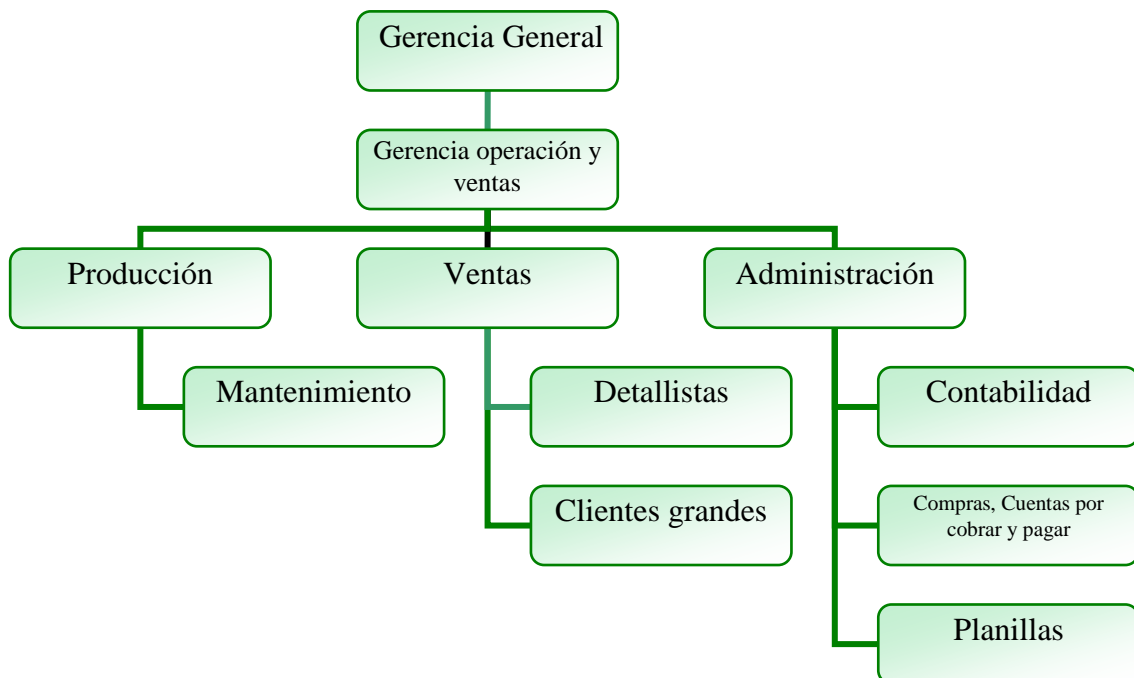 Gerencia General
Gerencia operación y
ventas
Producción
Ventas
Administración
Mantenimiento
Detallistas
Contabilidad
Clientes grandes
Compras, Cuentas por
cobrar y pagar
Planillas